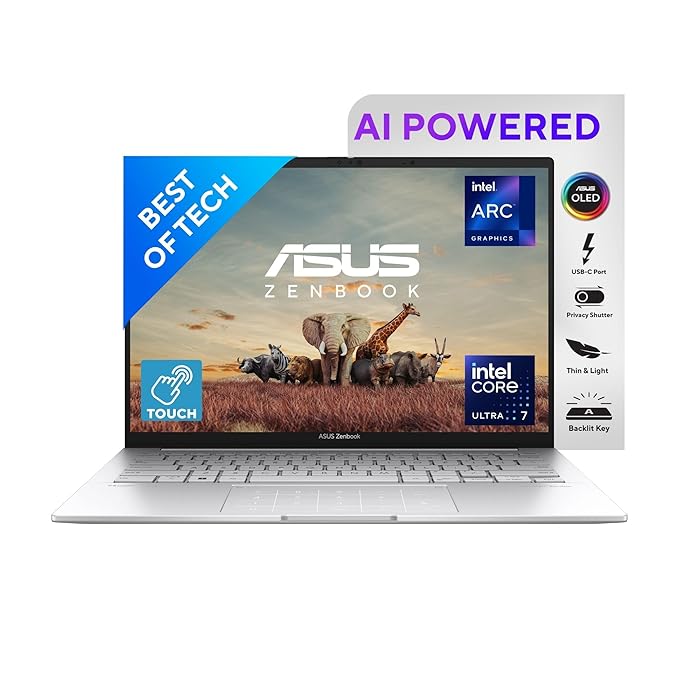 AI POWERED
BEST
OF TECH
intel
ARC
GRAPHICS
ASUS
OLED
USB-C Port
Privacy Shutter
Thin & Light
A
Backlit Key
ASUS
ZENBOOK
TOUCH
intel
CORE
ULTRA 7
ASUS Zenbook